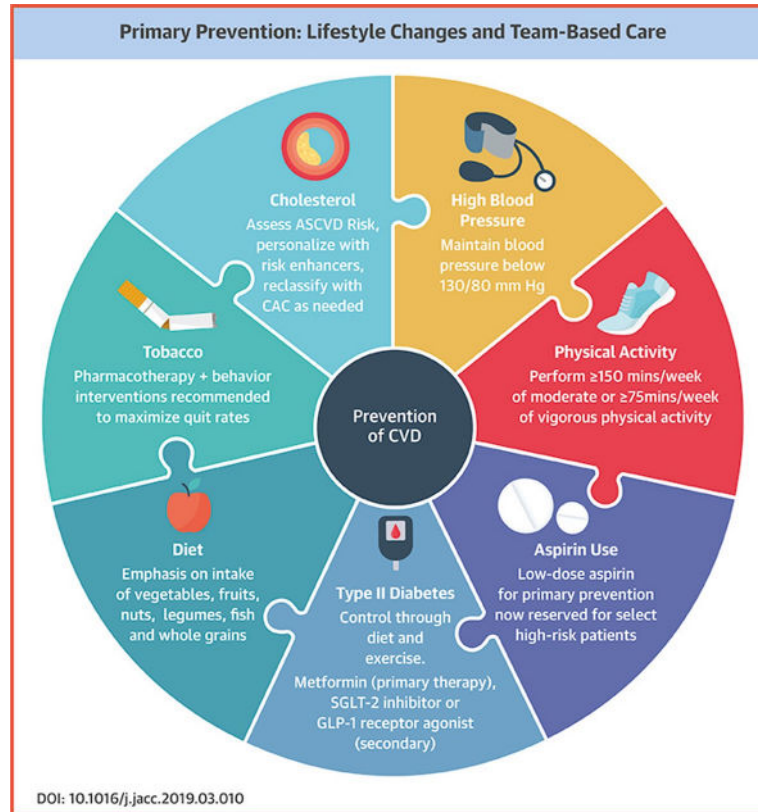 Primary Prevention: Lifestyle Changes and Team-Based Care
Cholesterol
Assess ASCVD Risk,
personalize with
risk enhancers,
reclassify with
CAC as needed
High Blood
Pressure
Maintain blood
pressure below
130/80 mm Hg
Physical Activity
Perform ≥150 mins/week
of moderate or ≥75mins/week
of vigorous physical activity
Aspirin Use
Low-dose aspirin
for primary prevention
now reserved for select
high-risk patients
Type II Diabetes
Control through
diet and
exercise.
Metformin (primary therapy),
SGLT-2 inhibitor or
GLP-1 receptor agonist
(secondary)
Diet
Emphasis on intake
of vegetables, fruits,
nuts, legumes, fish
and whole grains
Tobacco
Pharmacotherapy + behavior
interventions recommended
to maximize quit rates
Prevention
of CVD
DOI: 10.1016/j.jacc.2019.03.010